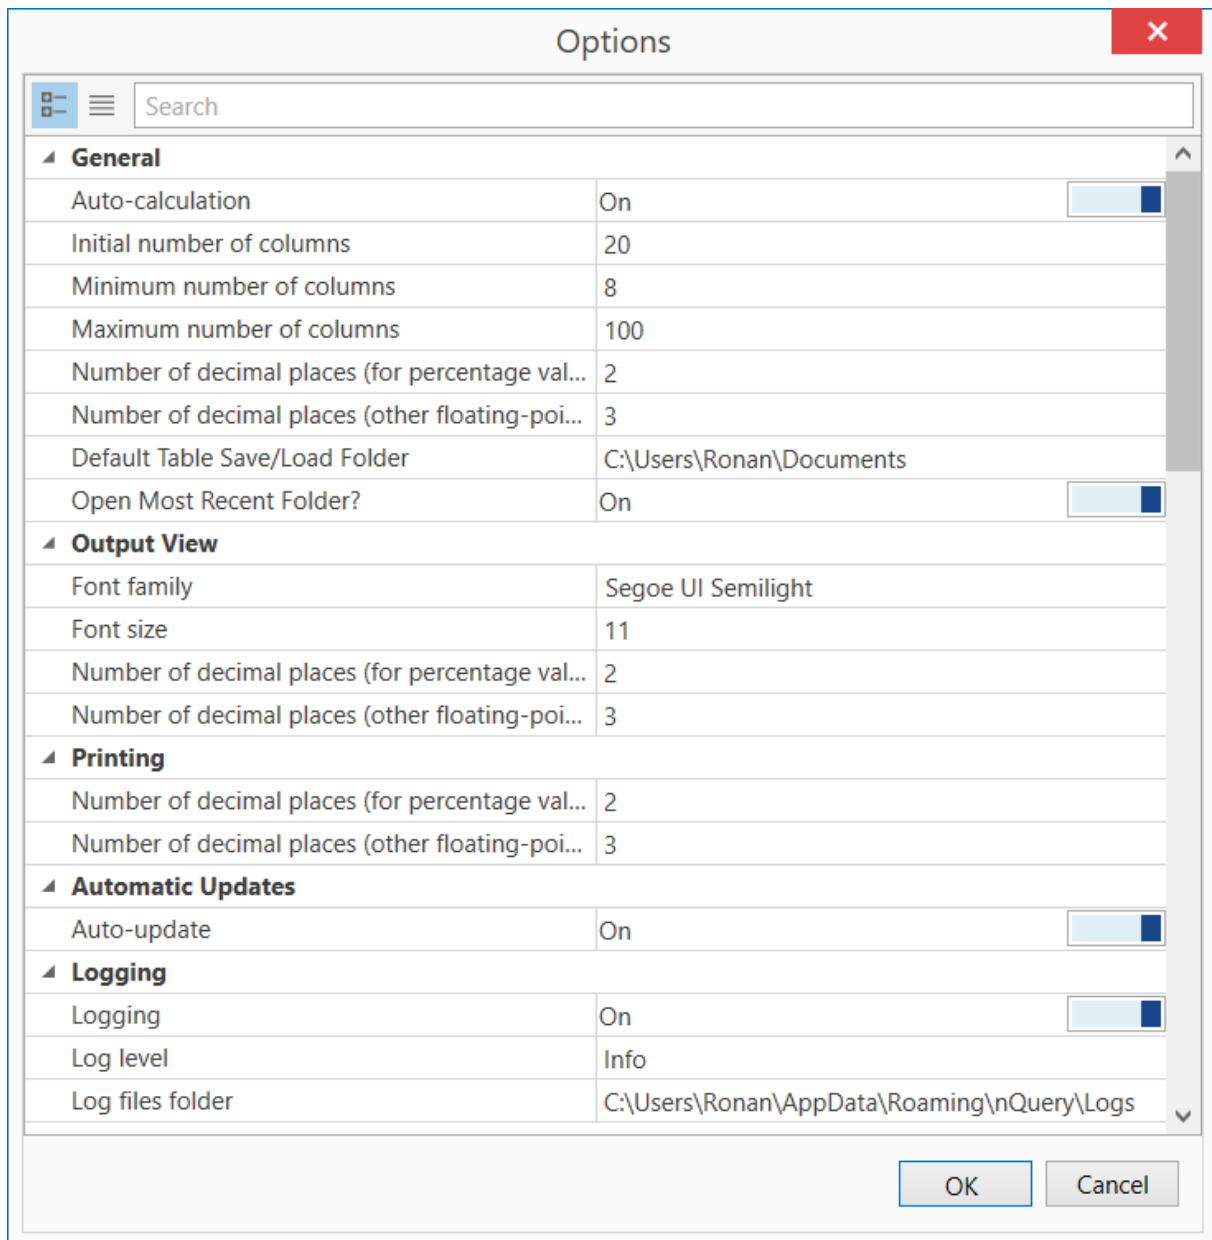 Options
Search
General
Auto-calculation On
Initial number of columns 20
Minimum number of columns 8
Maximum number of columns 100
Number of decimal places (for percentage val... 2
Number of decimal places (other floating-poi... 3
Default Table Save/Load Folder C:\Users\Ronan\Documents
Open Most Recent Folder? On
Output View
Font family Segoe UI Semilight
Font size 11
Number of decimal places (for percentage val... 2
Number of decimal places (other floating-poi... 3
Printing
Number of decimal places (for percentage val... 2
Number of decimal places (other floating-poi... 3
Automatic Updates
Auto-update On
Logging
Logging On
Log level Info
Log files folder C:\Users\Ronan\AppData\Roaming\nQuery\Logs
OK Cancel